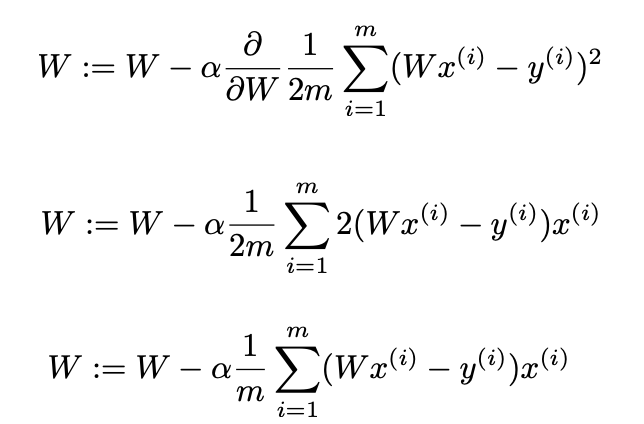 W := W − α ∂/∂W 1/2m ∑_{i=1}^{m} (Wx^{(i)} − y^{(i)})^2
W := W − α 1/2m ∑_{i=1}^{m} 2(Wx^{(i)} − y^{(i)})x^{(i)}
W := W − α 1/m ∑_{i=1}^{m} (Wx^{(i)} − y^{(i)})x^{(i)}